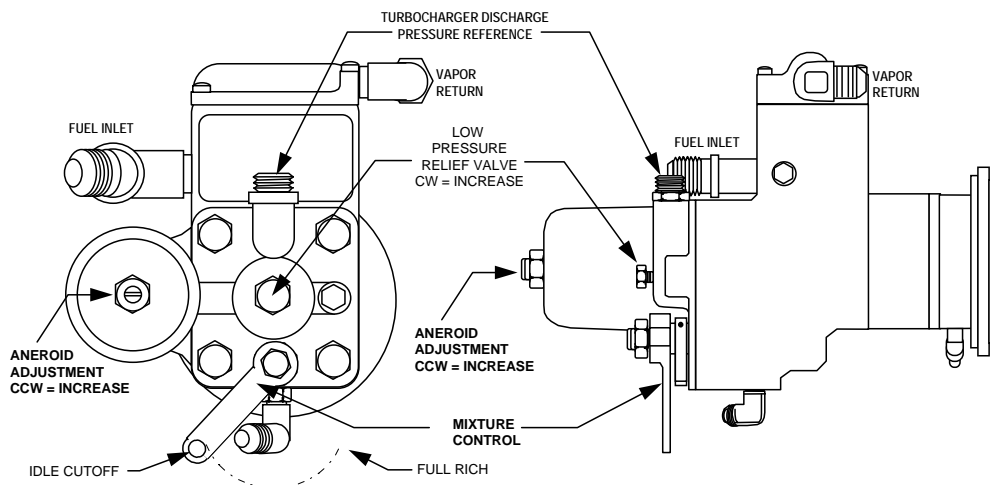 TURBOCHARGER DISCHARGE
PRESSURE REFERENCE
VAPOR
RETURN
VAPOR
RETURN
FUEL INLET
LOW
PRESSURE
RELIEF VALVE
CW = INCREASE
FUEL INLET
ANEROID
ADJUSTMENT
CCW = INCREASE
ANEROID
ADJUSTMENT
CCW = INCREASE
MIXTURE
CONTROL
IDLE CUTOFF
FULL RICH